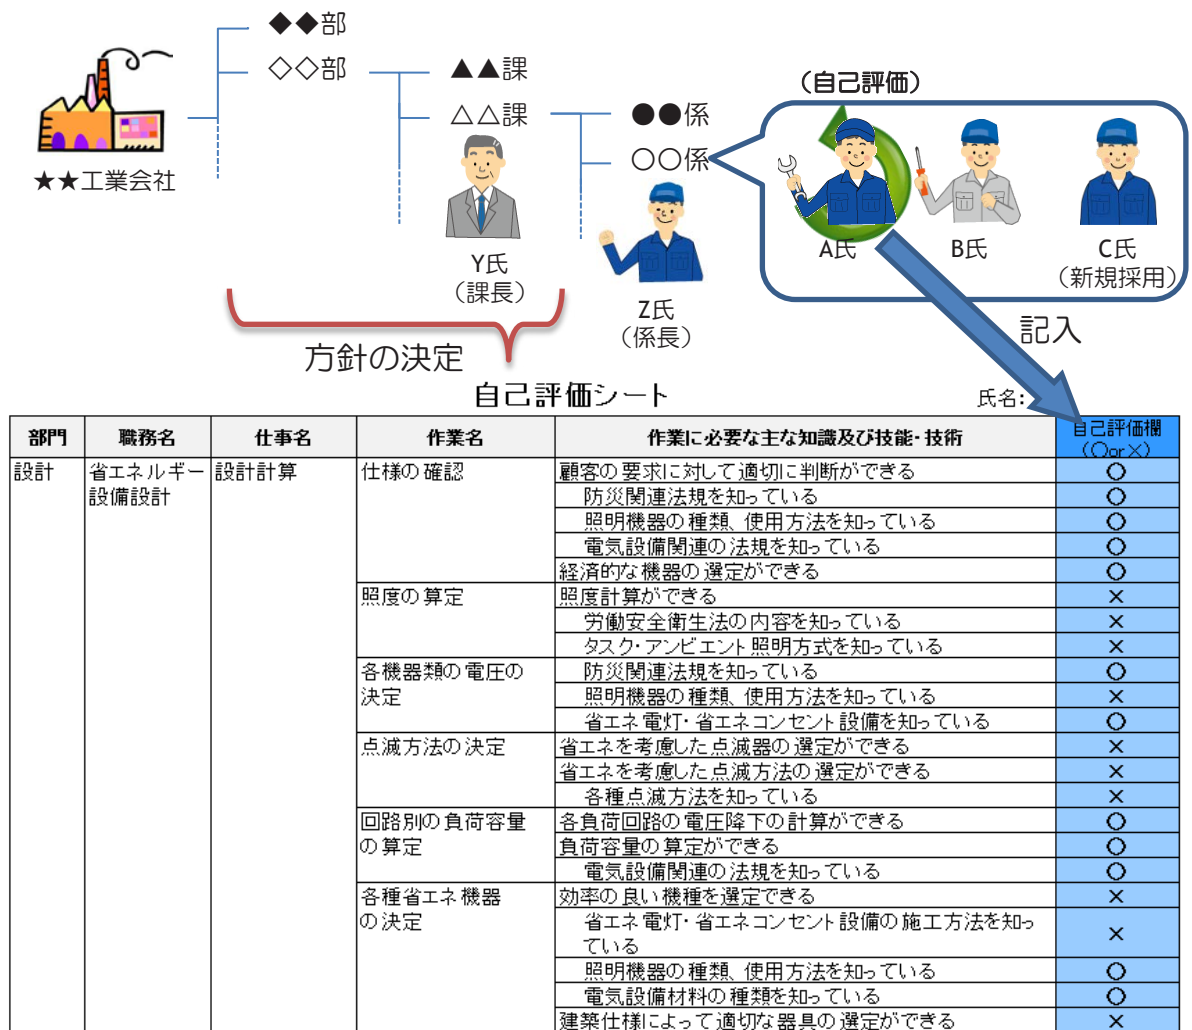 ◆◆部
◇◇部
▲▲課
△△課
●●係
○○係
★★工業会社
（自己評価）
A氏
B氏
C氏
（新規採用）
Y氏
（課長）
Z氏
（係長）
方針の決定
記入
自己評価シート
氏名:
部門 職務名 仕事名 作業名 作業に必要な主な知識及び技能・技術 自己評価欄
（○or×）
設計 省エネルギー 設計計算 仕様の確認 顧客の要求に対して適切に判断ができる ○
設備設計 防災関連法規を知っている ○
照明機器の種類、使用方法を知っている ○
電気設備関連の法規を知っている ○
経済的な機器の選定ができる ○
照度の算定 照度計算ができる ×
労働安全衛生法の内容を知っている ×
タスク・アンビエント照明方式を知っている ×
各機器類の電圧の 防災関連法規を知っている ○
決定 照明機器の種類、使用方法を知っている ×
省エネ電灯・省エネコンセント設備を知っている ○
点滅方法の決定 省エネを考慮した点滅器の選定ができる ×
省エネを考慮した点滅方法の選定ができる ×
各種点滅方法を知っている ×
回路別の負荷容量 各負荷回路の電圧降下の計算ができる ○
の算定 負荷容量の算定ができる ○
電気設備関連の法規を知っている ○
各種省エネ機器 効率の良い機種を選定できる ×
の決定 省エネ電灯・省エネコンセント設備の施工方法を知っ
ている ×
照明機器の種類、使用方法を知っている ○
電気設備材料の種類を知っている ○
建築仕様によって適切な器具の選定ができる ×